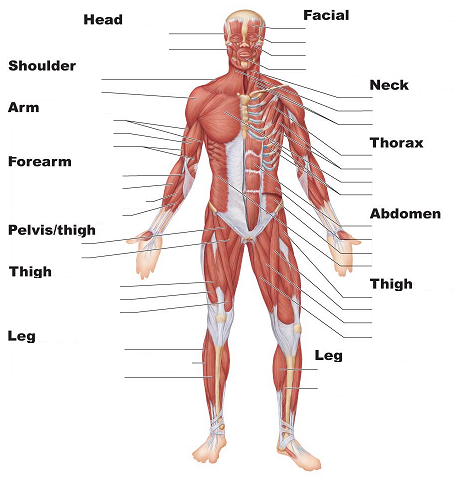 Head
Facial
Shoulder
Neck
Arm
Thorax
Forearm
Abdomen
Pelvis/thigh
Thigh
Thigh
Leg
Leg